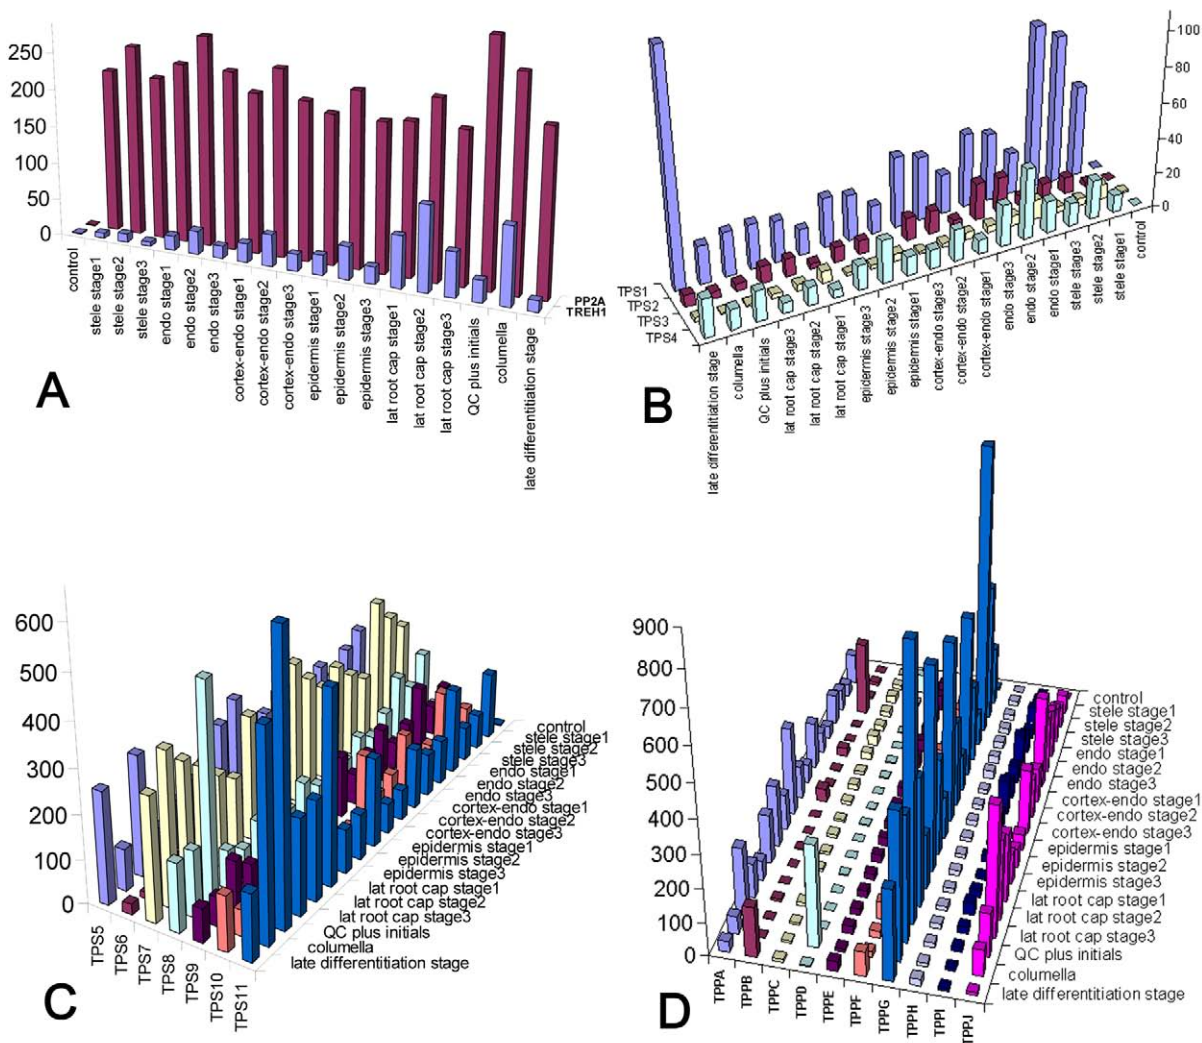 250
200
150
100
50
0
control
stele stage1
stele stage2
stele stage3
endo stage1
endo stage2
endo stage3
cortex-endo stage1
cortex-endo stage2
cortex-endo stage3
epidermis stage1
epidermis stage2
epidermis stage3
lat root cap stage1
lat root cap stage2
lat root cap stage3
QC plus initials
columella
late differentitiation stage
PP2A
TREH1
A
100
80
60
40
20
0
TPS1
TPS2
TPS3
TPS4
late differentitiation stage
columella
QC plus initials
lat root cap stage3
lat root cap stage2
lat root cap stage1
epidermis stage3
epidermis stage2
epidermis stage1
cortex-endo stage3
cortex-endo stage2
cortex-endo stage1
endo stage3
endo stage2
endo stage1
stele stage3
stele stage2
stele stage1
control
B
600
500
400
300
200
100
0
TPS5
TPS6
TPS7
TPS8
TPS9
TPS10
TPS11
control
stele stage1
stele stage2
stele stage3
endo stage1
endo stage2
endo stage3
cortex-endo stage1
cortex-endo stage2
cortex-endo stage3
epidermis stage1
epidermis stage2
epidermis stage3
lat root cap stage1
lat root cap stage2
lat root cap stage3
QC plus initials
columella
late differentitiation stage
C
900
800
700
600
500
400
300
200
100
0
TPPA
TPPB
TPPC
TPPD
TPPE
TPPF
TPPG
TPPH
TPPI
TPPJ
control
stele stage1
stele stage2
stele stage3
endo stage1
endo stage2
endo stage3
cortex-endo stage1
cortex-endo stage2
cortex-endo stage3
epidermis stage1
epidermis stage2
epidermis stage3
lat root cap stage1
lat root cap stage2
lat root cap stage3
QC plus initials
columella
late differentitiation stage
D